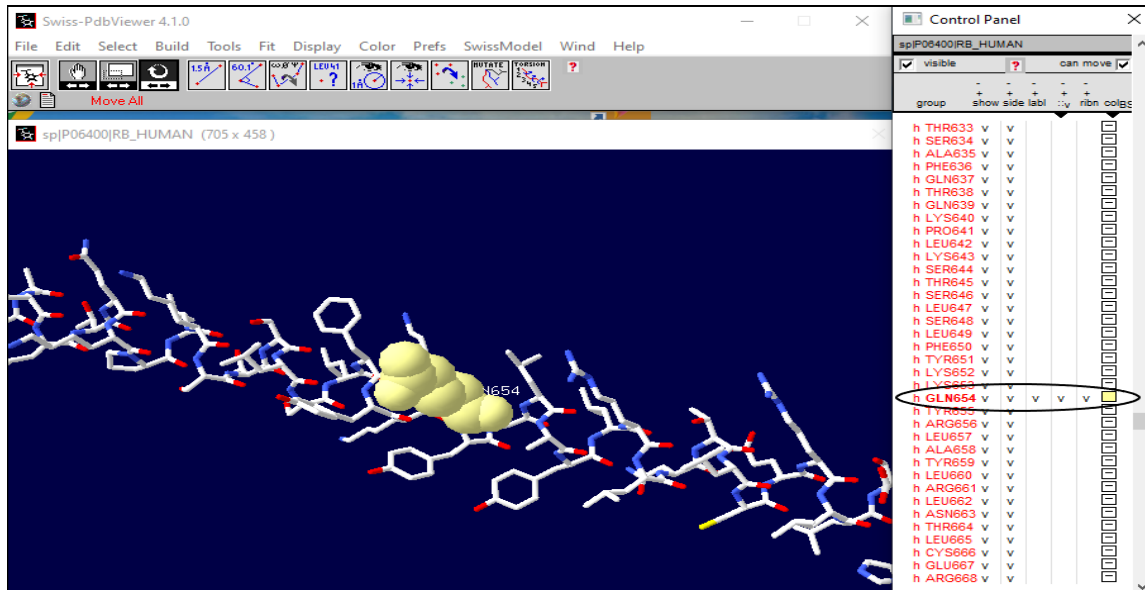 Swiss-PdbViewer 4.1.0
File Edit Select Build Tools Fit Display Color Prefs SwissModel Wind Help
1.5Å 60.1° ω,φ Ψ LEU41 ? 1Å MUTATE TORSION ?
Move All
sp|P06400|RB_HUMAN (705 x 458 )
N654
Control Panel
sp|P06400|RB_HUMAN
visible ? can move
group show side labl ::v ribn col BS
h THR633 v v
h SER634 v v
h ALA635 v v
h PHE636 v v
h GLN637 v v
h THR638 v v
h GLN639 v v
h LYS640 v v
h PRO641 v v
h LEU642 v v
h LYS643 v v
h SER644 v v
h THR645 v v
h SER646 v v
h LEU647 v v
h SER648 v v
h LEU649 v v
h PHE650 v v
h TYR651 v v
h LYS652 v v
h LYS653 v v
h GLN654 v v v v v
h TYR655 v v
h ARG656 v v
h LEU657 v v
h ALA658 v v
h TYR659 v v
h LEU660 v v
h ARG661 v v
h LEU662 v v
h ASN663 v v
h THR664 v v
h LEU665 v v
h CYS666 v v
h GLU667 v v
h ARG668 v v